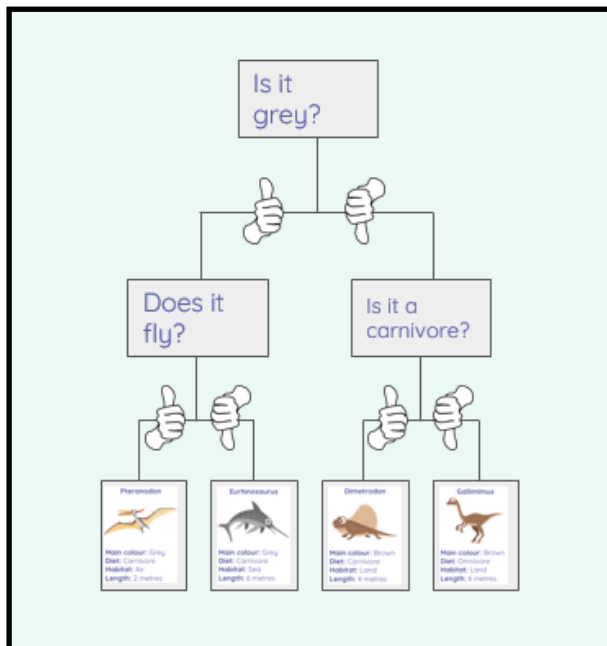 Is it
grey?
Does it
fly?
Is it a
carnivore?
Pteranodon
Main colour: Grey
Diet: Carnivore
Habitat: Air
Length: 2 metres
Eurhinosaurus
Main colour: Grey
Diet: Carnivore
Habitat: Sea
Length: 6 metres
Dimetrodon
Main colour: Brown
Diet: Carnivore
Habitat: Land
Length: 4 metres
Gallimimus
Main colour: Brown
Diet: Omnivore
Habitat: Land
Length: 6 metres